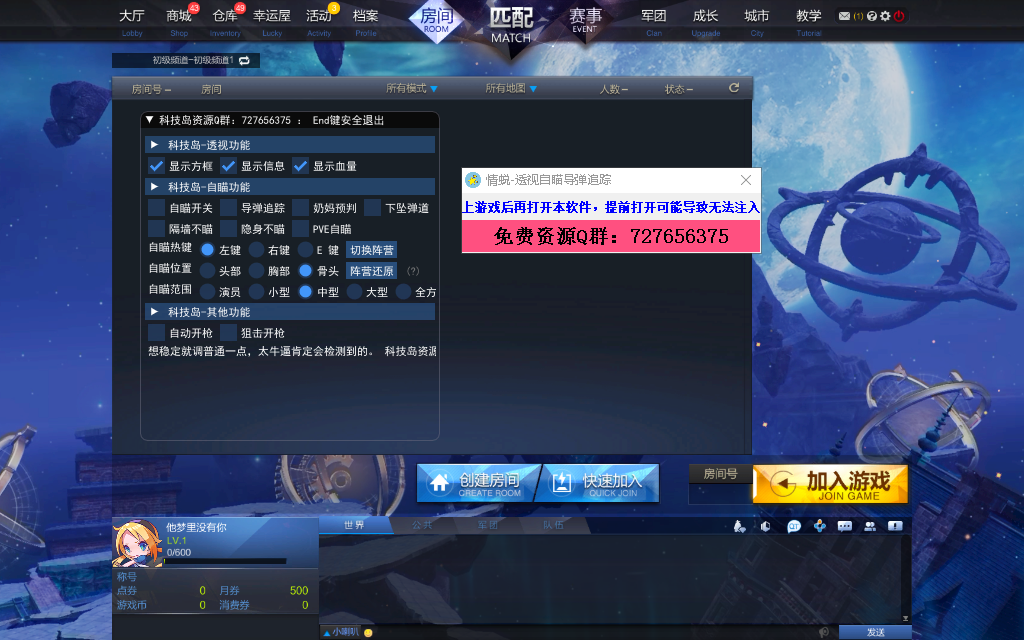 大厅 商城 43 仓库 49 幸运屋 活动 3 档案 房间 匹配 赛事 军团 成长 城市 教学 (1)
Lobby Shop Inventory Lucky Activity Profile ROOM MATCH EVENT Clan Upgrade City Tutorial
初级频道-初级频道1
房间号 房间 所有模式 所有地图 人数 状态
科技岛资源Q群：727656375 ： End键安全退出
科技岛-透视功能
显示方框 显示信息 显示血量
科技岛-自瞄功能
自瞄开关 导弹追踪 奶妈预判 下坠弹道
隔墙不瞄 隐身不瞄 PVE自瞄
自瞄热键 左键 右键 E 键 切换阵营
自瞄位置 头部 胸部 骨头 阵营还原 (?)
自瞄范围 演员 小型 中型 大型 全方
科技岛-其他功能
自动开枪 狙击开枪
想稳定就调普通一点，太牛逼肯定会检测到的。 科技岛资源
情蜕-透视自瞄导弹追踪
上游戏后再打开本软件，提前打开可能导致无法注入
免费资源Q群：727656375
创建房间 快速加入 房间号 加入游戏
CREATE ROOM QUICK JOIN JOIN GAME
他梦里没有你
LV.1
0/600
称号
点券 0 月券 500
游戏币 0 消费券 0
世界 公共 军团 队伍
小喇叭 发送